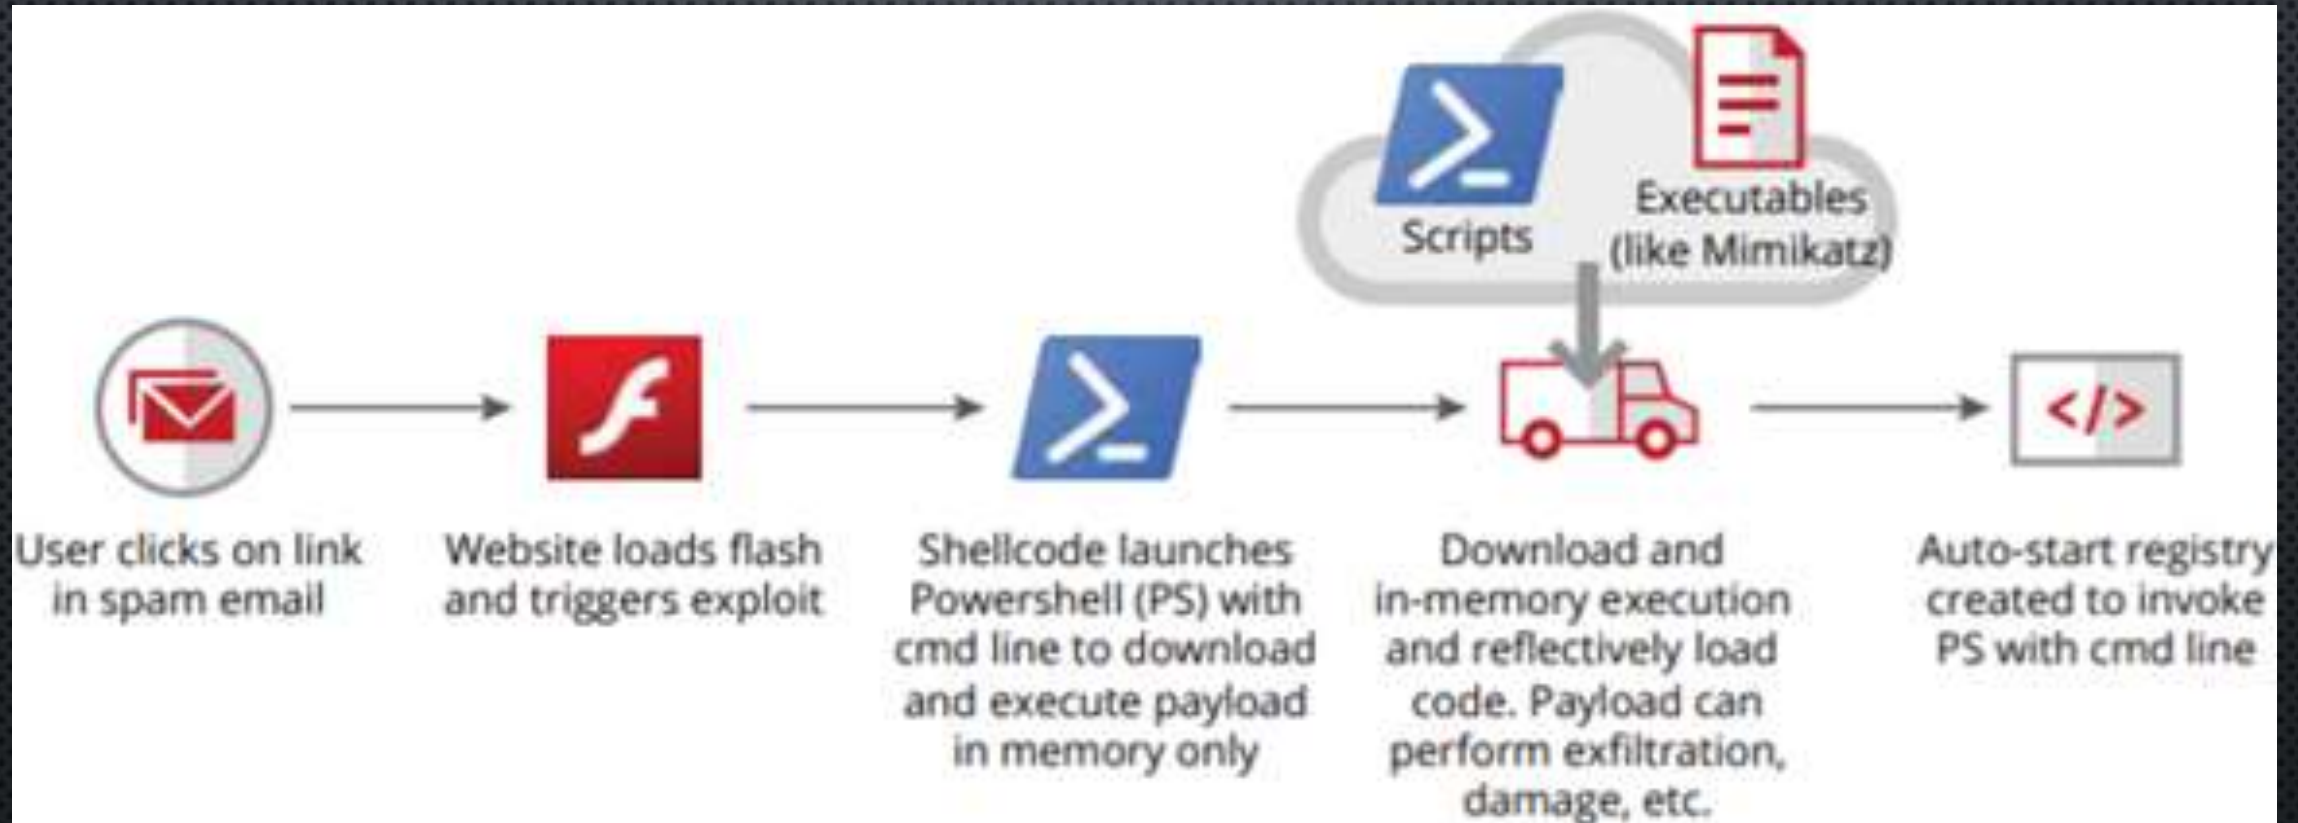 Scripts
Executables
(like Mimikatz)
User clicks on link
in spam email
Website loads flash
and triggers exploit
Shellcode launches
Powershell (PS) with
cmd line to download
and execute payload
in memory only
Download and
in-memory execution
and reflectively load
code. Payload can
perform exfiltration,
damage, etc.
Auto-start registry
created to invoke
PS with cmd line